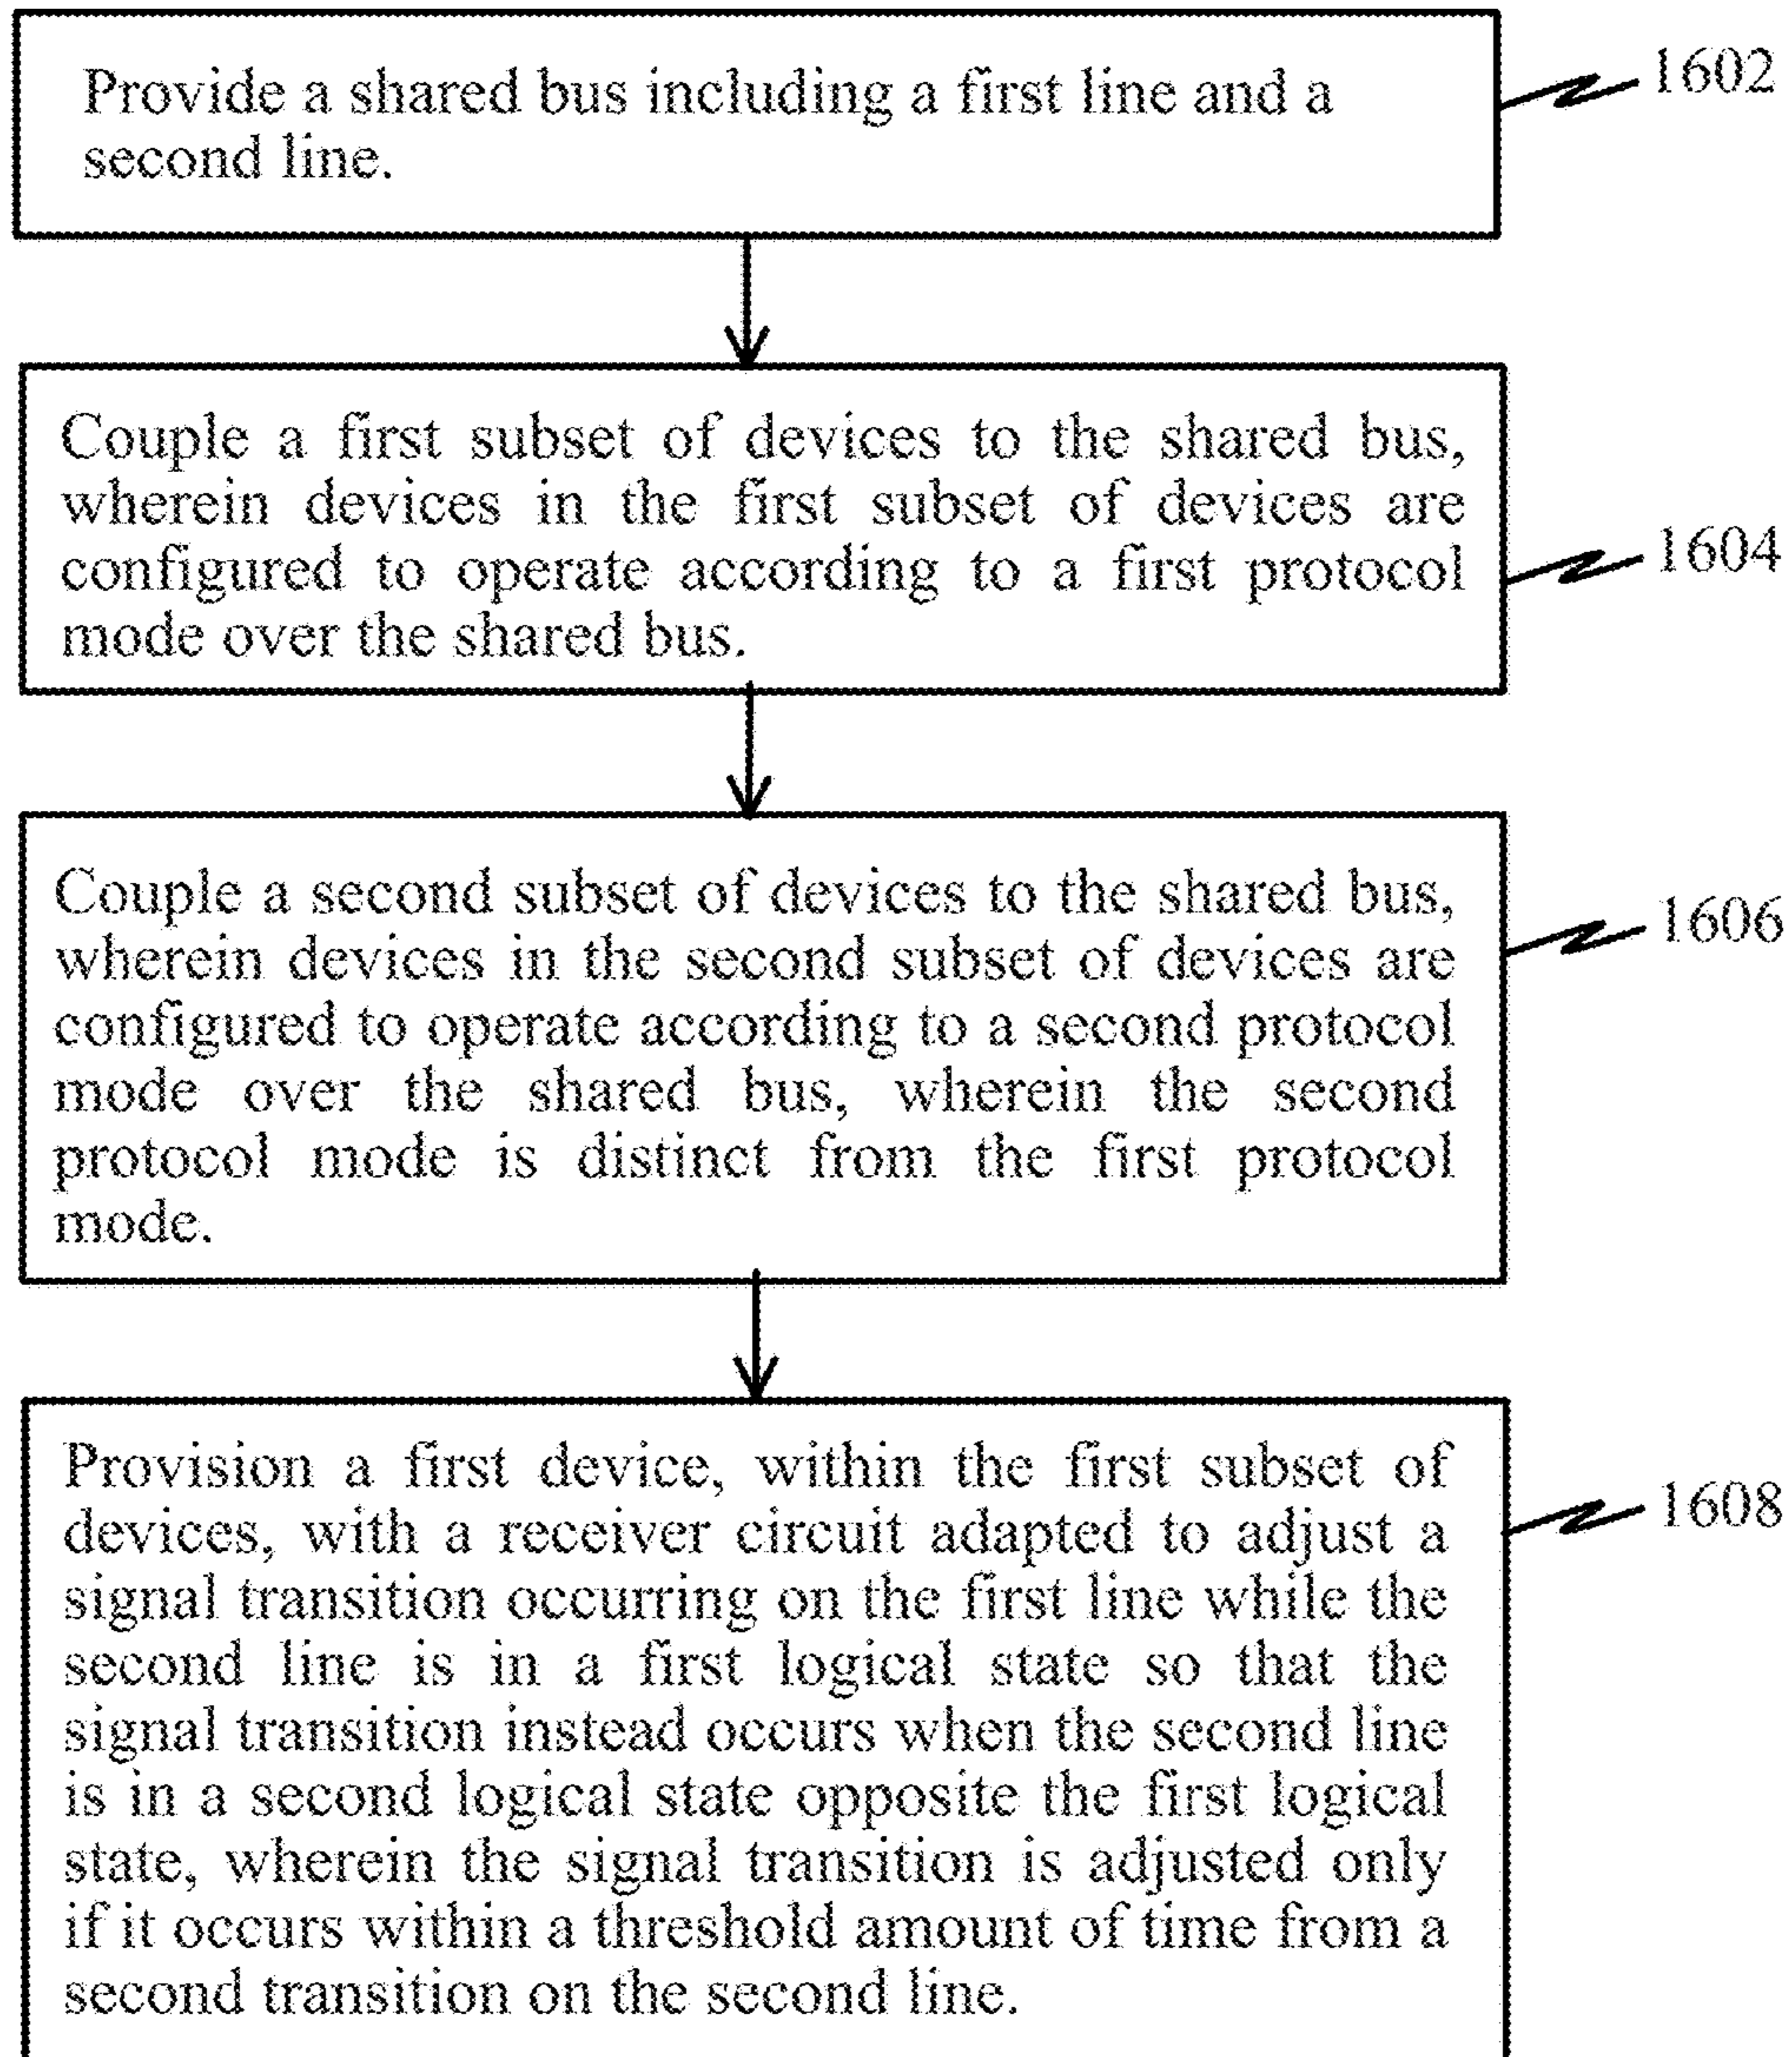 Provide a shared bus including a first line and a
second line.
1602
Couple a first subset of devices to the shared bus,
wherein devices in the first subset of devices are
configured to operate according to a first protocol
mode over the shared bus.
1604
Couple a second subset of devices to the shared bus,
wherein devices in the second subset of devices are
configured to operate according to a second protocol
mode over the shared bus, wherein the second
protocol mode is distinct from the first protocol
mode.
1606
Provision a first device, within the first subset of
devices, with a receiver circuit adapted to adjust a
signal transition occurring on the first line while the
second line is in a first logical state so that the
signal transition instead occurs when the second line
is in a second logical state opposite the first logical
state, wherein the signal transition is adjusted only
if it occurs within a threshold amount of time from a
second transition on the second line.
1608